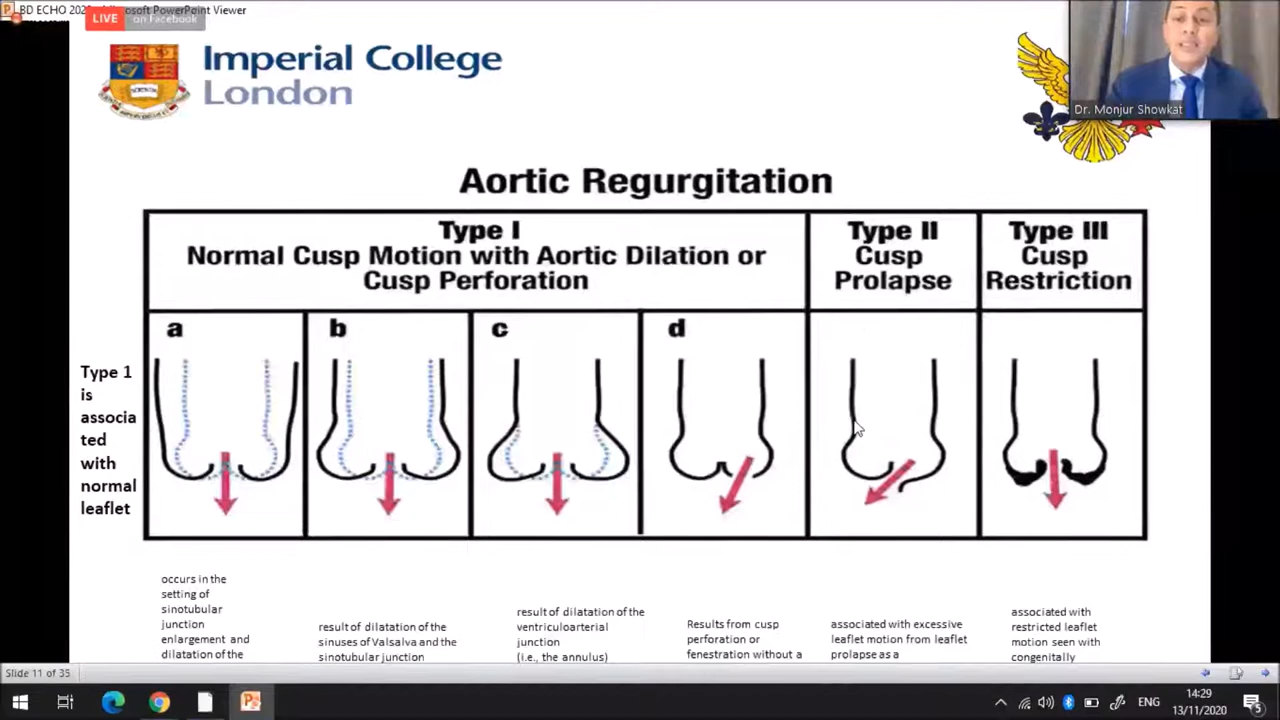 BD ECHO 20
Microsoft PowerPoint Viewer
LIVE on Facebook
Imperial College
London
Dr. Monjur Showkat
Aortic Regurgitation
Type I
Normal Cusp Motion with Aortic Dilation or
Cusp Perforation
Type II
Cusp
Prolapse
Type III
Cusp
Restriction
a
b
c
d
Type 1
is
associa
ted
with
normal
leaflet
occurs in the
setting of
sinotubular
junction
enlargement and
dilatation of the
result of dilatation of the
sinuses of Valsalva and the
sinotubular junction
result of dilatation of the
ventriculoarterial
junction
(i.e., the annulus)
Results from cusp
perforation or
fenestration without a
associated with excessive
leaflet motion from leaflet
prolapse as a
associated with
restricted leaflet
motion seen with
congenitally
Slide 11 of 35
ENG
14:29
13/11/2020
5